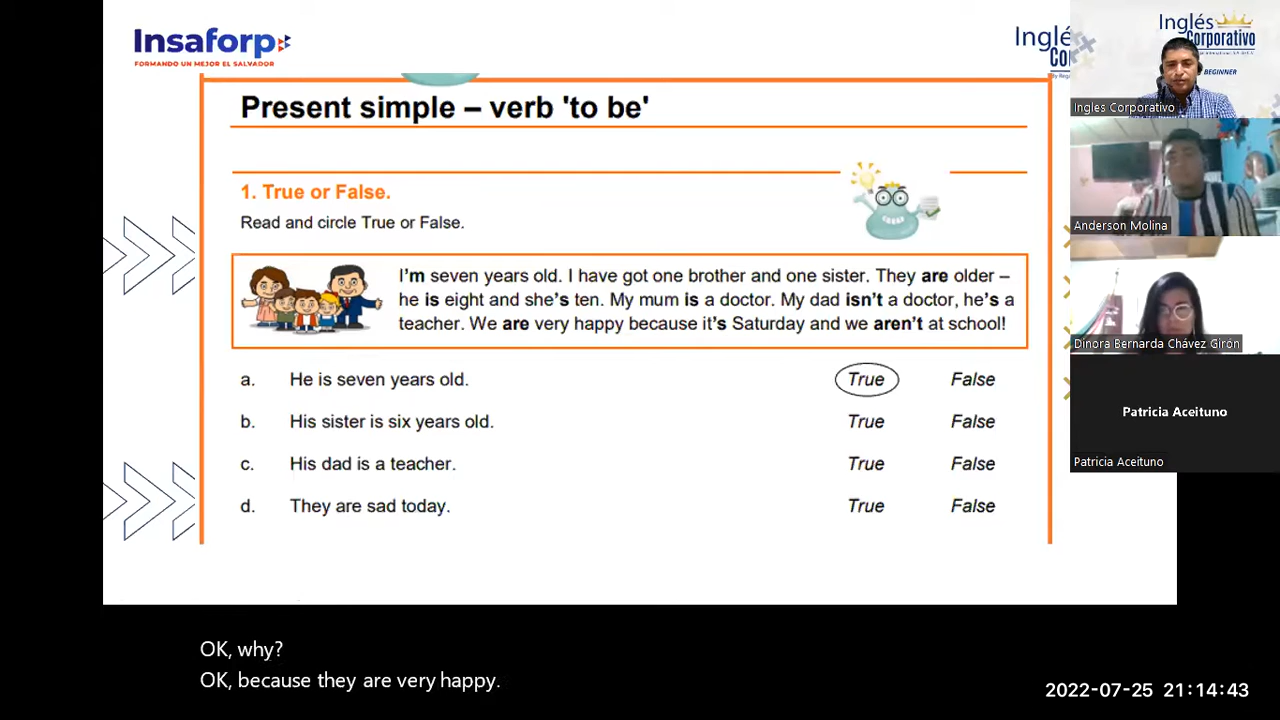 Insaforp
FORMANDO UN MEJOR EL SALVADOR
Inglé
Co
By Rega
Inglés
Corporativo
BEGINNER
Ingles Corporativo
Anderson Molina
Dinora Bernarda Chávez Girón
Patricia Aceituno
Patricia Aceituno
Present simple – verb 'to be'
1. True or False.
Read and circle True or False.
I'm seven years old. I have got one brother and one sister. They are older –
he is eight and she's ten. My mum is a doctor. My dad isn't a doctor, he's a
teacher. We are very happy because it's Saturday and we aren't at school!
a. He is seven years old. True False
b. His sister is six years old. True False
c. His dad is a teacher. True False
d. They are sad today. True False
OK, why?
OK, because they are very happy.
2022-07-25 21:14:43